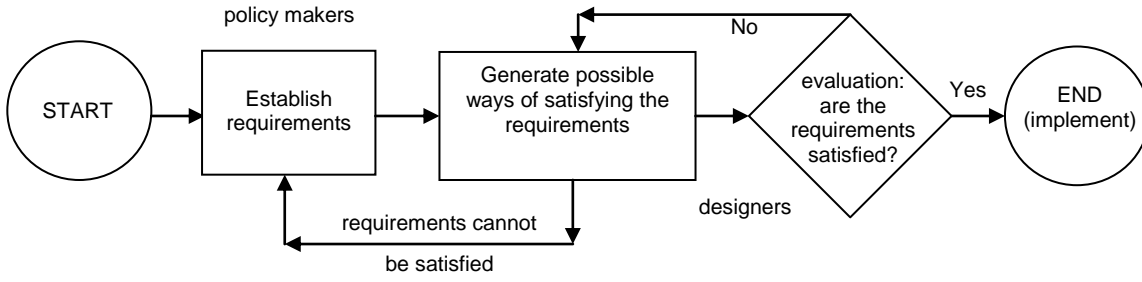 policy makers
START
Establish
requirements
Generate possible
ways of satisfying the
requirements
No
evaluation:
are the
requirements
satisfied?
Yes
END
(implement)
designers
requirements cannot
be satisfied